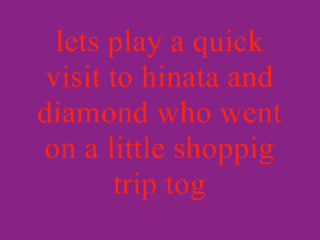 lets play a quick
visit to hinata and
diamond who went
on a little shoppig
trip tog